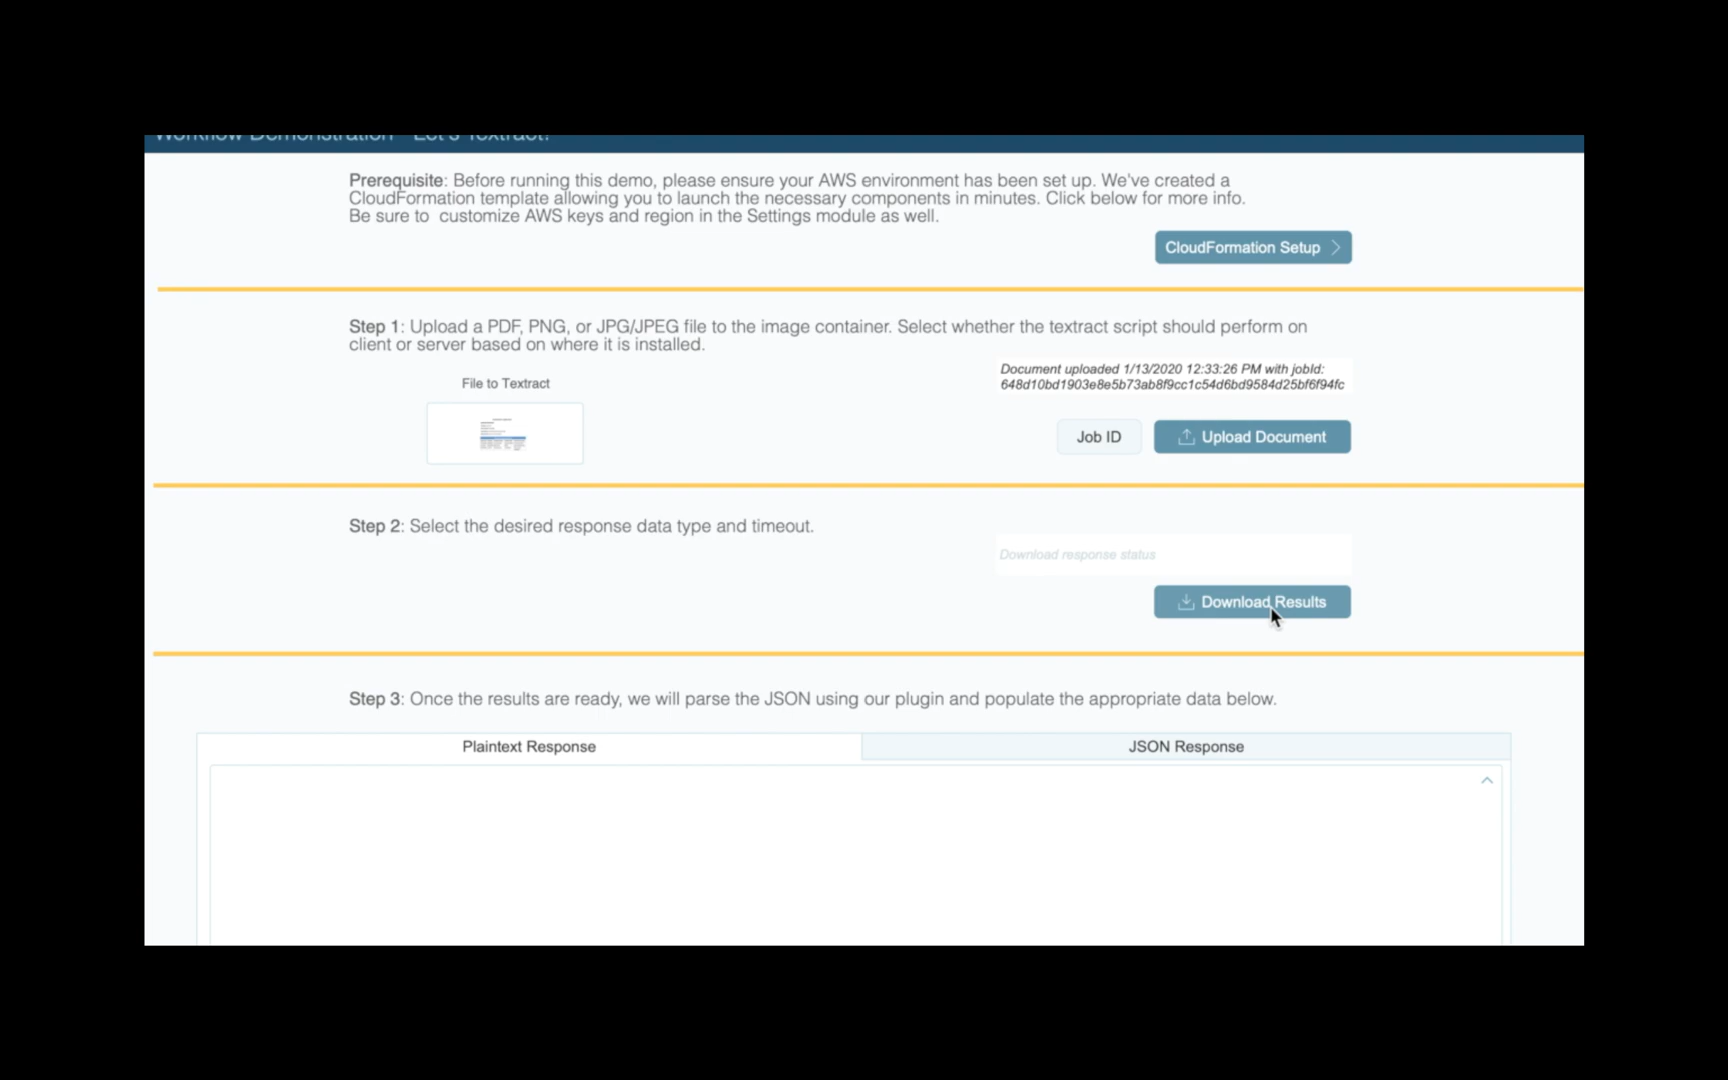 Workflow Demonstration - Let's Textract!
Prerequisite: Before running this demo, please ensure your AWS environment has been set up. We've created a
CloudFormation template allowing you to launch the necessary components in minutes. Click below for more info.
Be sure to  customize AWS keys and region in the Settings module as well.
CloudFormation Setup
Step 1: Upload a PDF, PNG, or JPG/JPEG file to the image container. Select whether the textract script should perform on
client or server based on where it is installed.
File to Textract
Document uploaded 1/13/2020 12:33:26 PM with jobId:
648d10bd1903e8e5b73ab8f9cc1c54d6bd9584d25bf6f94fc
Job ID
Upload Document
Step 2: Select the desired response data type and timeout.
Download response status
Download Results
Step 3: Once the results are ready, we will parse the JSON using our plugin and populate the appropriate data below.
Plaintext Response
JSON Response